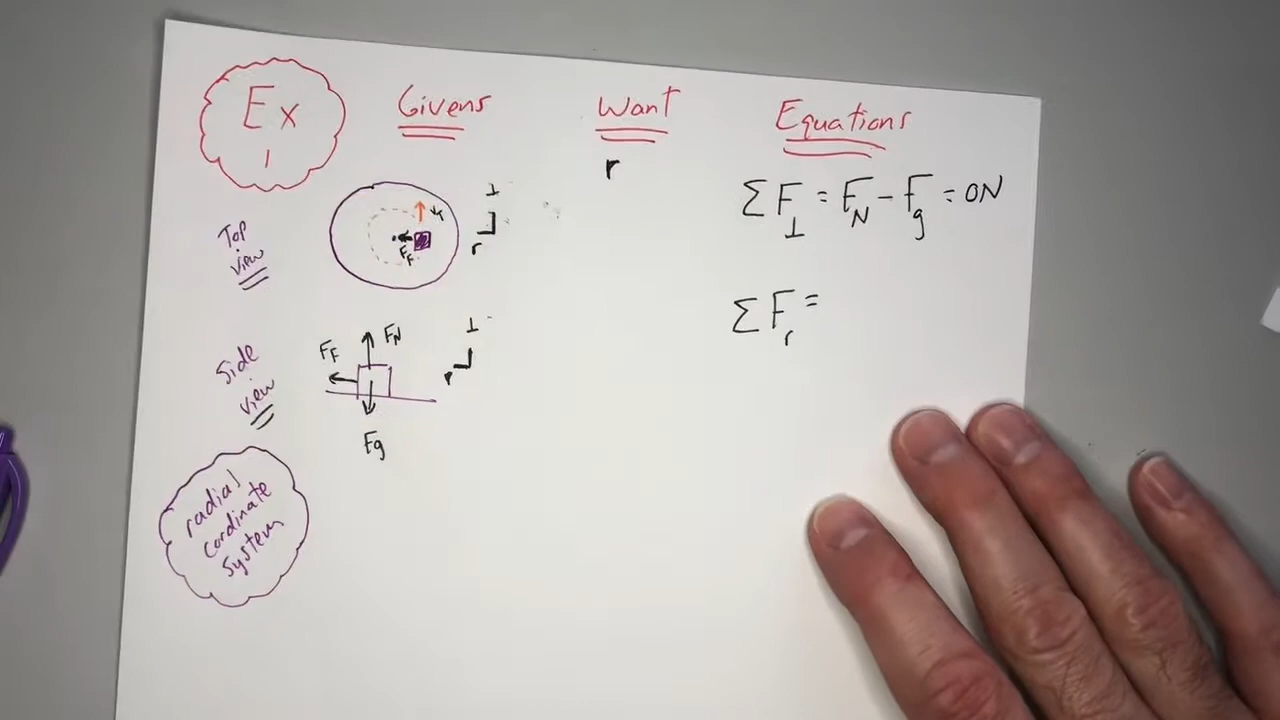 Ex
1
Givens
Want
Equations
r
ΣF⊥ = FN - Fg = 0N
ΣFr =
Top
view
⊥
FF
r
Side
view
FF
FN
Fg
⊥
r
radial
cordinate
system